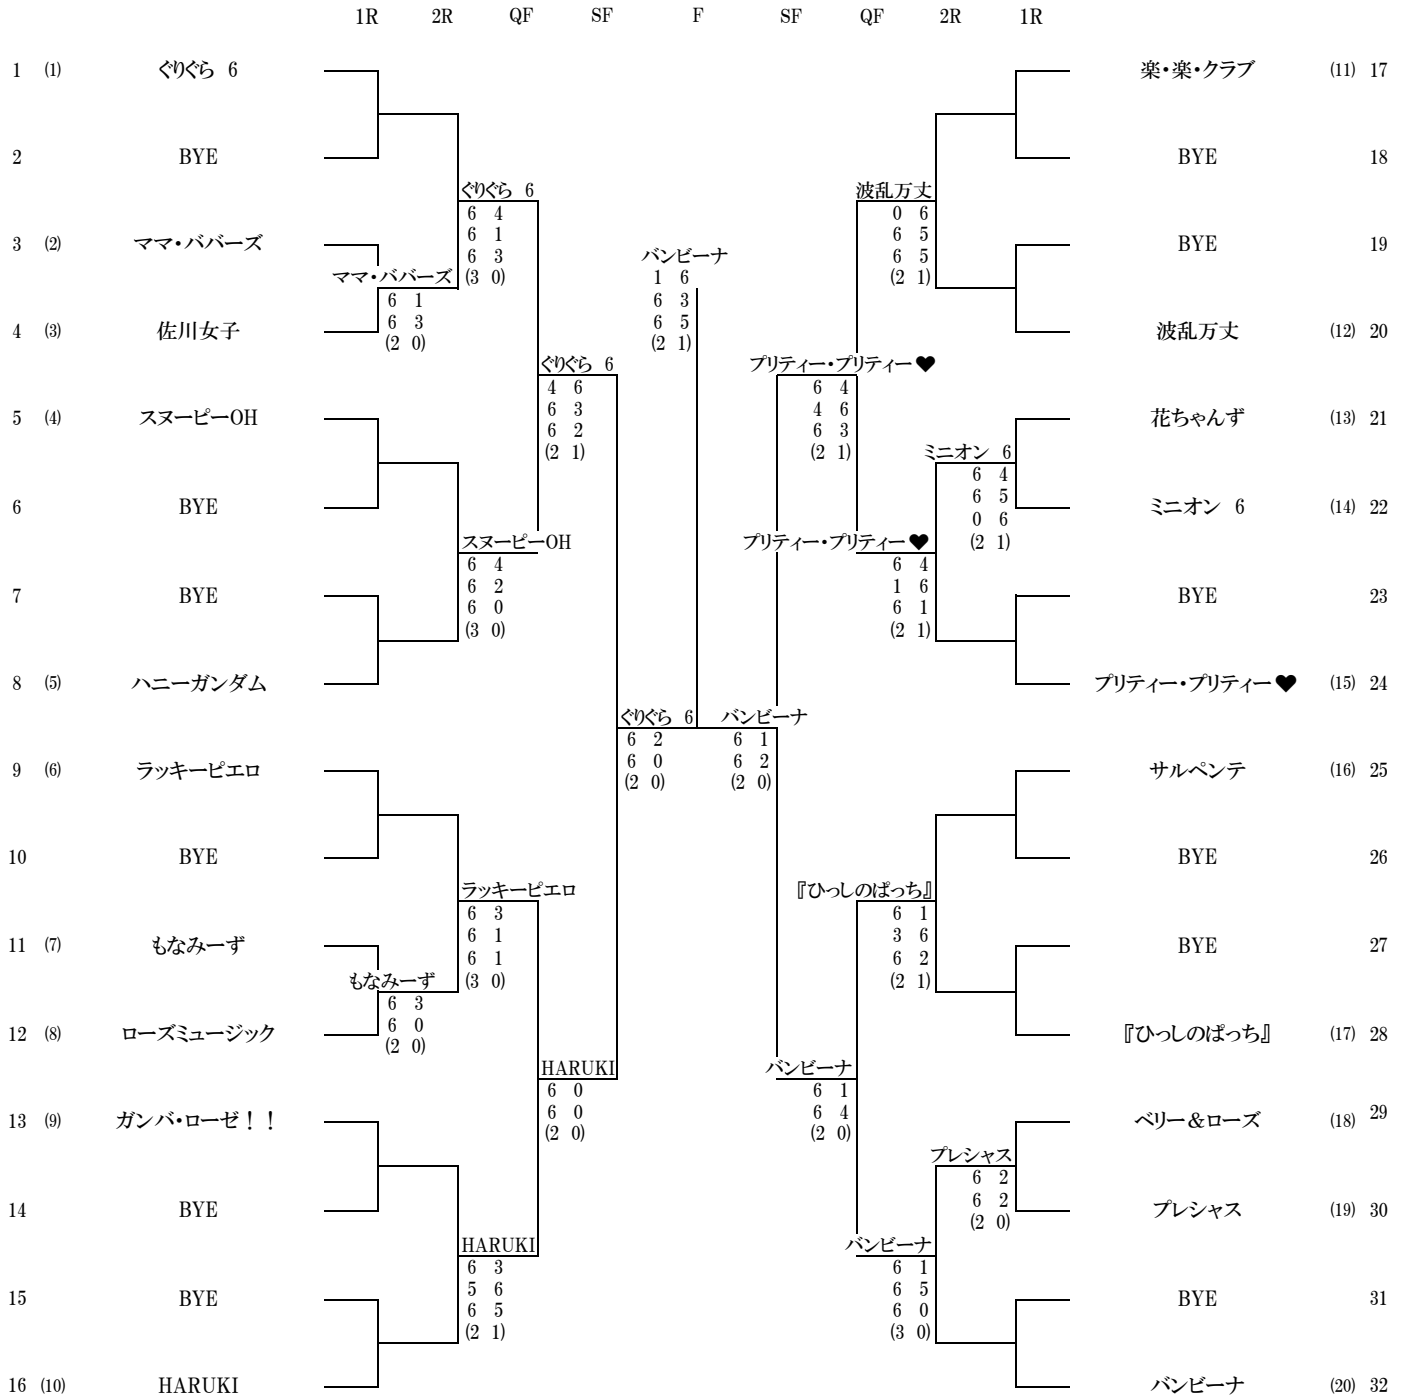 1R 2R QF SF F SF QF 2R 1R
1 (1) ぐりぐら 6 楽・楽・クラブ (11) 17
2 BYE BYE 18
ぐりぐら 6 波乱万丈
6 4 0 6
6 1 6 5
3 (2) ママ・ババーズ BYE 19
6 3 バンビーナ 6 5
ママ・ババーズ (3 0) 1 6 (2 1)
6 1 6 3
4 (3) 佐川女子 6 3 6 5 波乱万丈 (12) 20
(2 0) (2 1)
ぐりぐら 6 プリティー・プリティー♥
4 6 6 4
6 3 4 6
5 (4) スヌーピーOH 花ちゃんず (13) 21
6 2 6 3
(2 1) (2 1) ミニオン 6
6 4
6 5
6 BYE ミニオン 6 (14) 22
0 6
スヌーピーOH プリティー・プリティー♥ (2 1)
6 4 6 4
6 2 1 6
7 BYE BYE 23
6 0 6 1
(3 0) (2 1)
8 (5) ハニーガンダム プリティー・プリティー♥ (15) 24
ぐりぐら 6 バンビーナ
6 2 6 1
6 0 6 2
9 (6) ラッキーピエロ サルペンテ (16) 25
(2 0) (2 0)
10 BYE BYE 26
ラッキーピエロ 『ひっしのぱっち』
6 3 6 1
6 1 3 6
11 (7) もなみーず BYE 27
6 1 6 2
もなみーず (3 0) (2 1)
6 3
12 (8) ローズミュージック 6 0 『ひっしのぱっち』 (17) 28
(2 0)
HARUKI バンビーナ
6 0 6 1
6 0 6 4
13 (9) ガンバ・ローゼ！！ ベリー＆ローズ (18) 29
(2 0) (2 0)
プレシャス
6 2
6 2
14 BYE プレシャス (19) 30
(2 0)
HARUKI バンビーナ
6 3 6 1
5 6 6 5
15 BYE BYE 31
6 5 6 0
(2 1) (3 0)
16 (10) HARUKI バンビーナ (20) 32